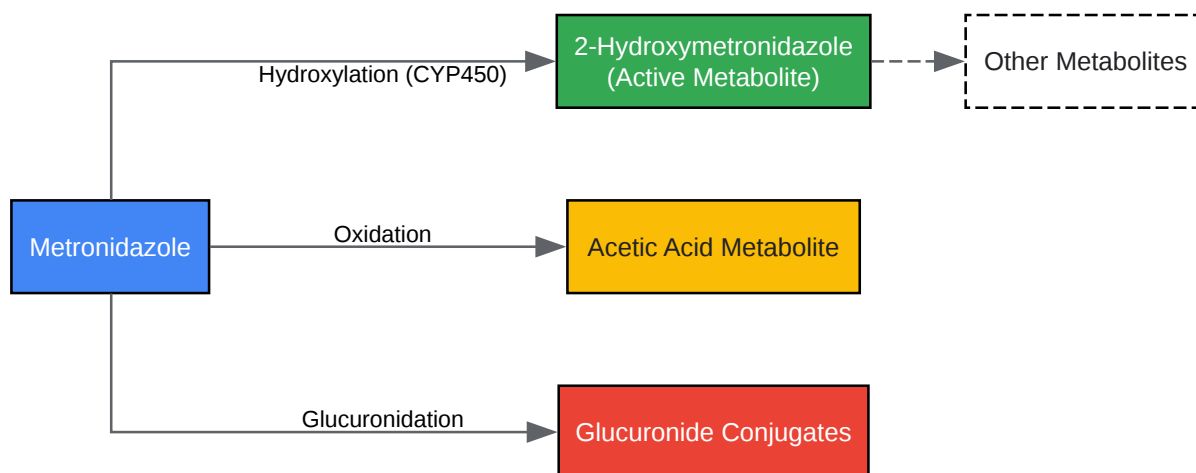 2-Hydroxymetronidazole
(Active Metabolite)
Other Metabolites
Hydroxylation (CYP450)
Metronidazole
Oxidation
Acetic Acid Metabolite
Glucuronidation
Glucuronide Conjugates